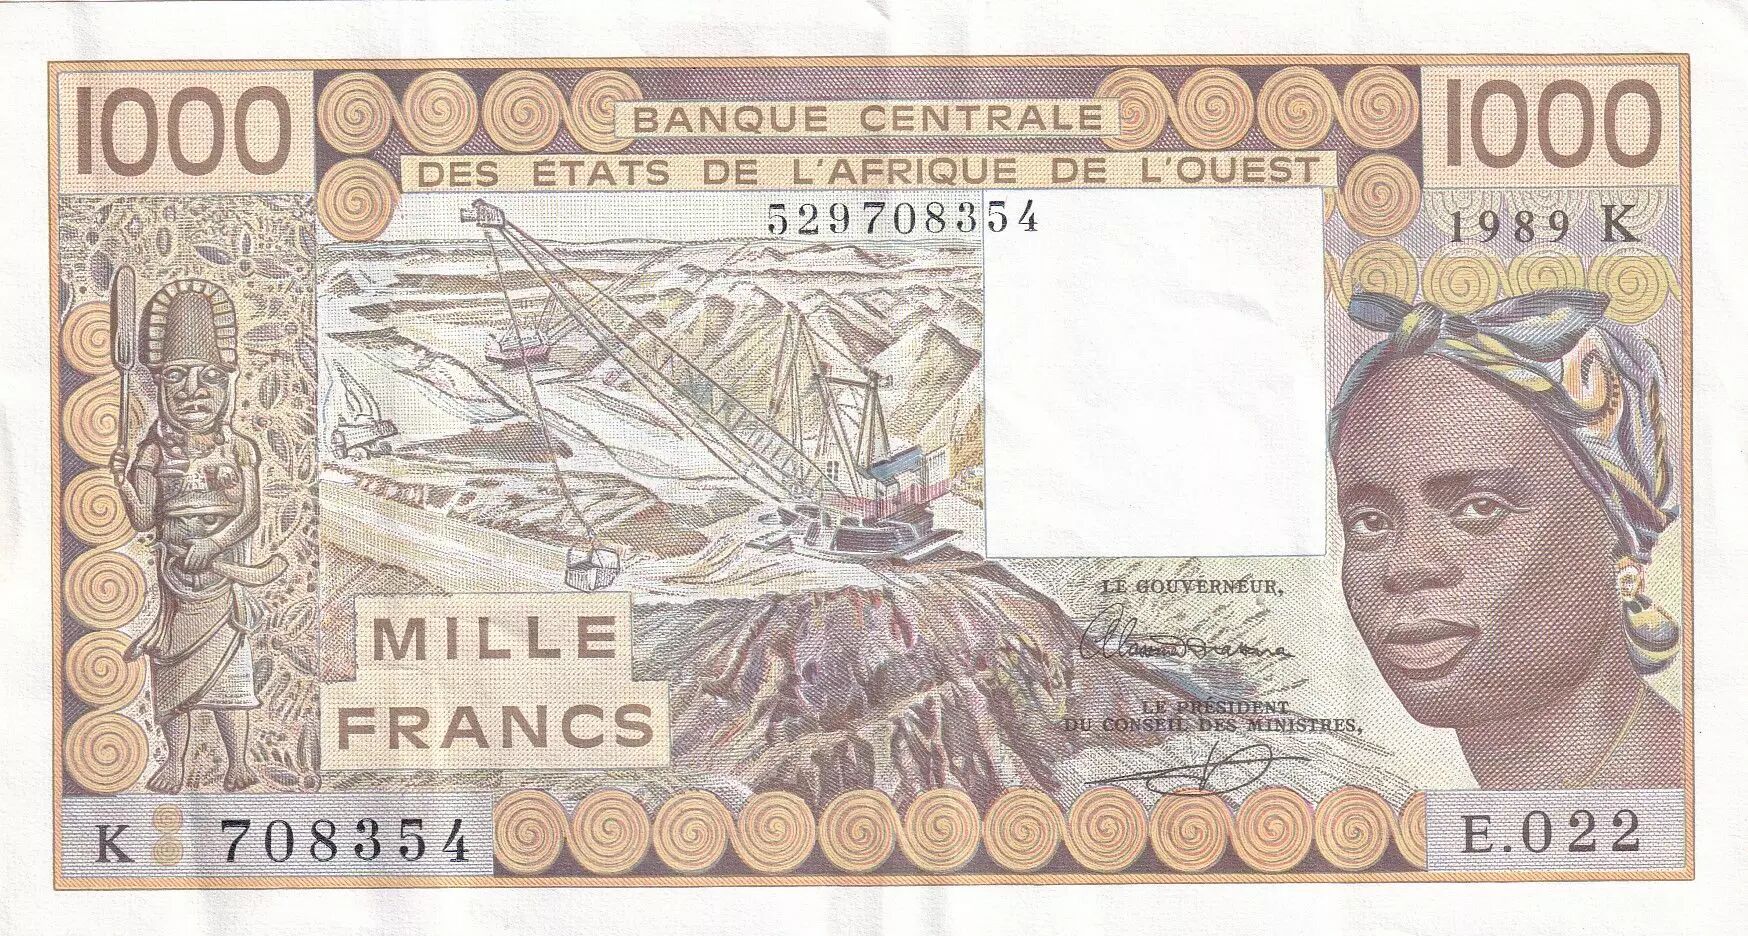 1000
BANQUE CENTRALE
1000
DES ÉTATS DE L'AFRIQUE DE L'OUEST
529708354
1989 K
LE GOUVERNEUR,
MILLE
FRANCS
LE PRÉSIDENT
DU CONSEIL DES MINISTRES,
K 708354
E.022